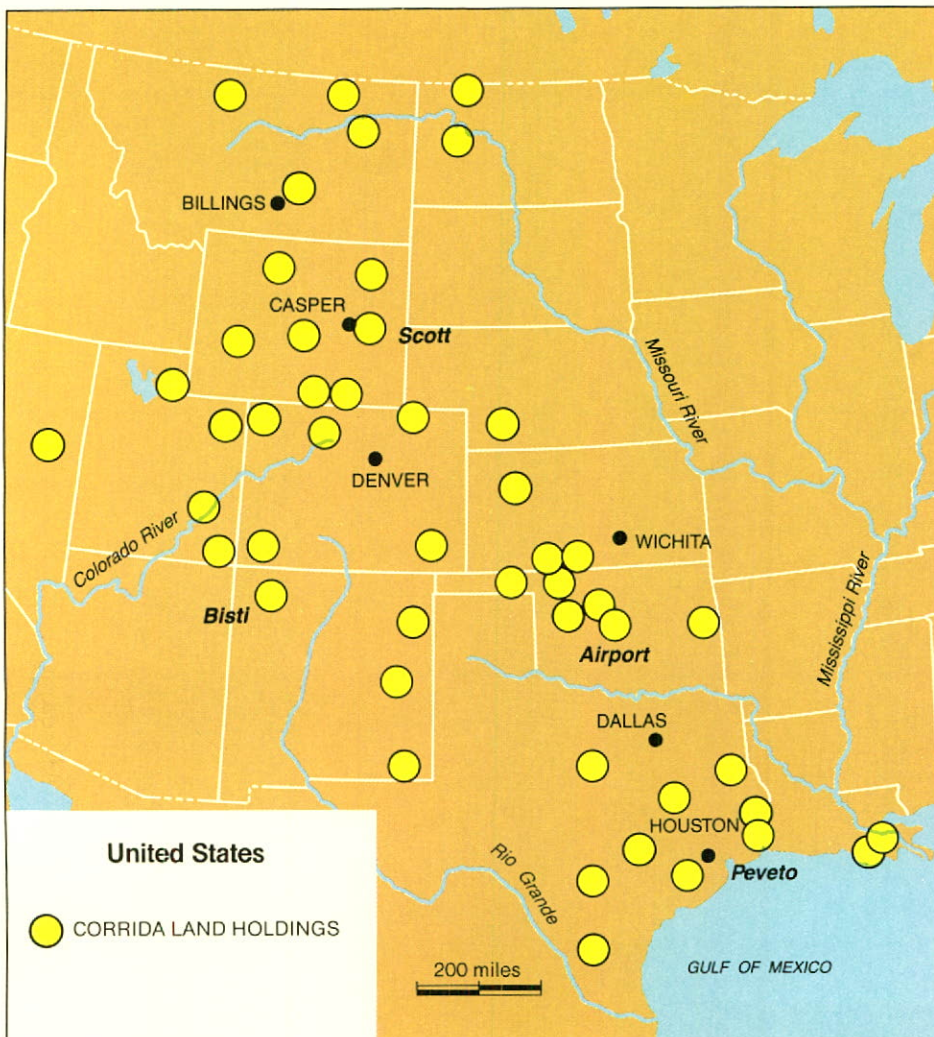 BILLINGS
CASPER
Scott
Missouri River
DENVER
Colorado River
WICHITA
Bisti
Airport
Mississippi River
DALLAS
HOUSTON
Peveto
Rio Grande
United States
CORRIDA LAND HOLDINGS
200 miles
GULF OF MEXICO